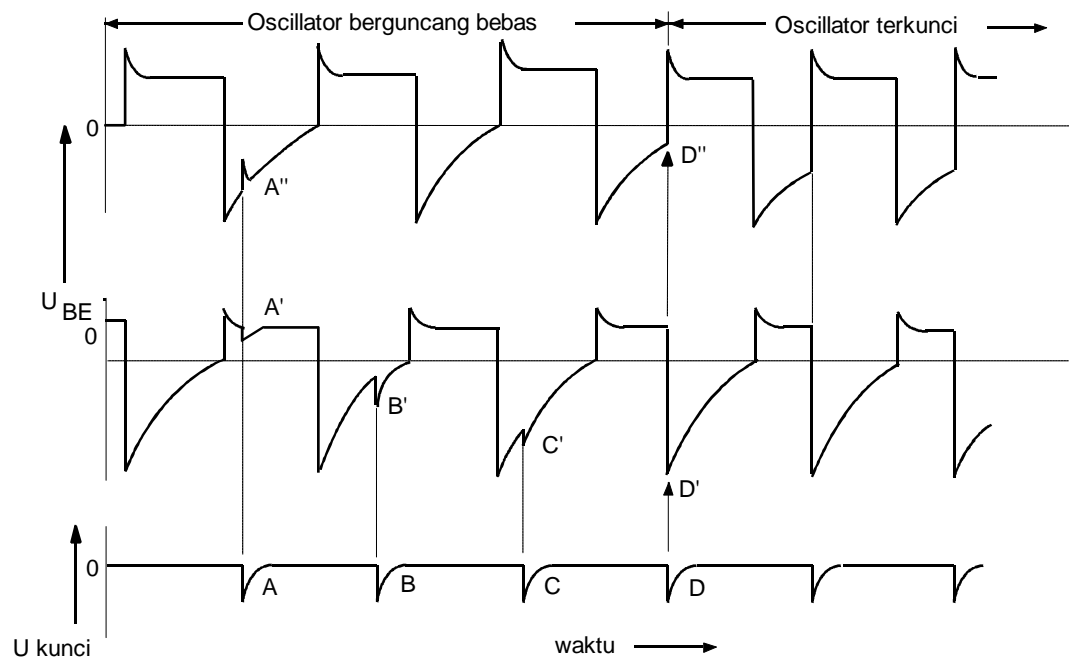 Oscillator berguncang bebas
Oscillator terkunci
0
A"
D"
U BE
A'
0
B'
C'
D'
0
A
B
C
D
U kunci
waktu